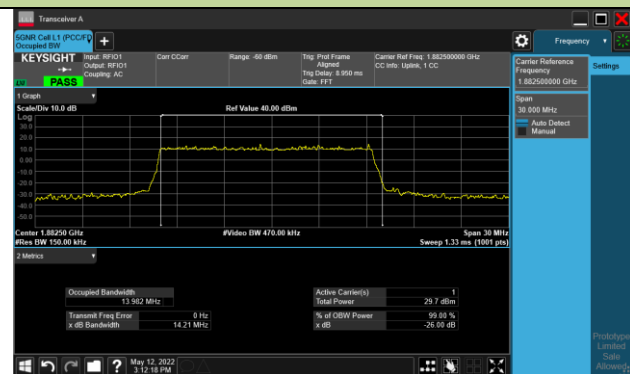 Transceiver A
5GNR Cell L1 (PCC/F
Occupied BW
Frequency
KEYSIGHT
Input: RFIO1
Output: RFIO1
Coupling: AC
Corr CCorr
Range: -60 dBm
Trig: Prot Frame
Aligned
Trig Delay: 8.950 ms
Gate: FFT
Carrier Ref Freq: 1.882500000 GHz
CC Info: Uplink, 1 CC
PASS
Carrier Reference
Frequency
1.882500000 GHz
Settings
Span
30.000 MHz
Auto Detect
Manual
1 Graph
Scale/Div 10.0 dB
Ref Value 40.00 dBm
Log
30.0
20.0
10.0
0.00
-10.0
-20.0
-30.0
-40.0
-50.0
Center 1.88250 GHz
#Video BW 470.00 kHz
Span 30 MHz
#Res BW 150.00 kHz
Sweep 1.33 ms (1001 pts)
2 Metrics
Occupied Bandwidth
13.982 MHz
Active Carrier(s) 1
Total Power 29.7 dBm
Transmit Freq Error 0 Hz
x dB Bandwidth 14.21 MHz
% of OBW Power 99.00 %
x dB -26.00 dB
Prototype
Limited
Sale
Allowed
?
May 12, 2022
3:12:18 PM